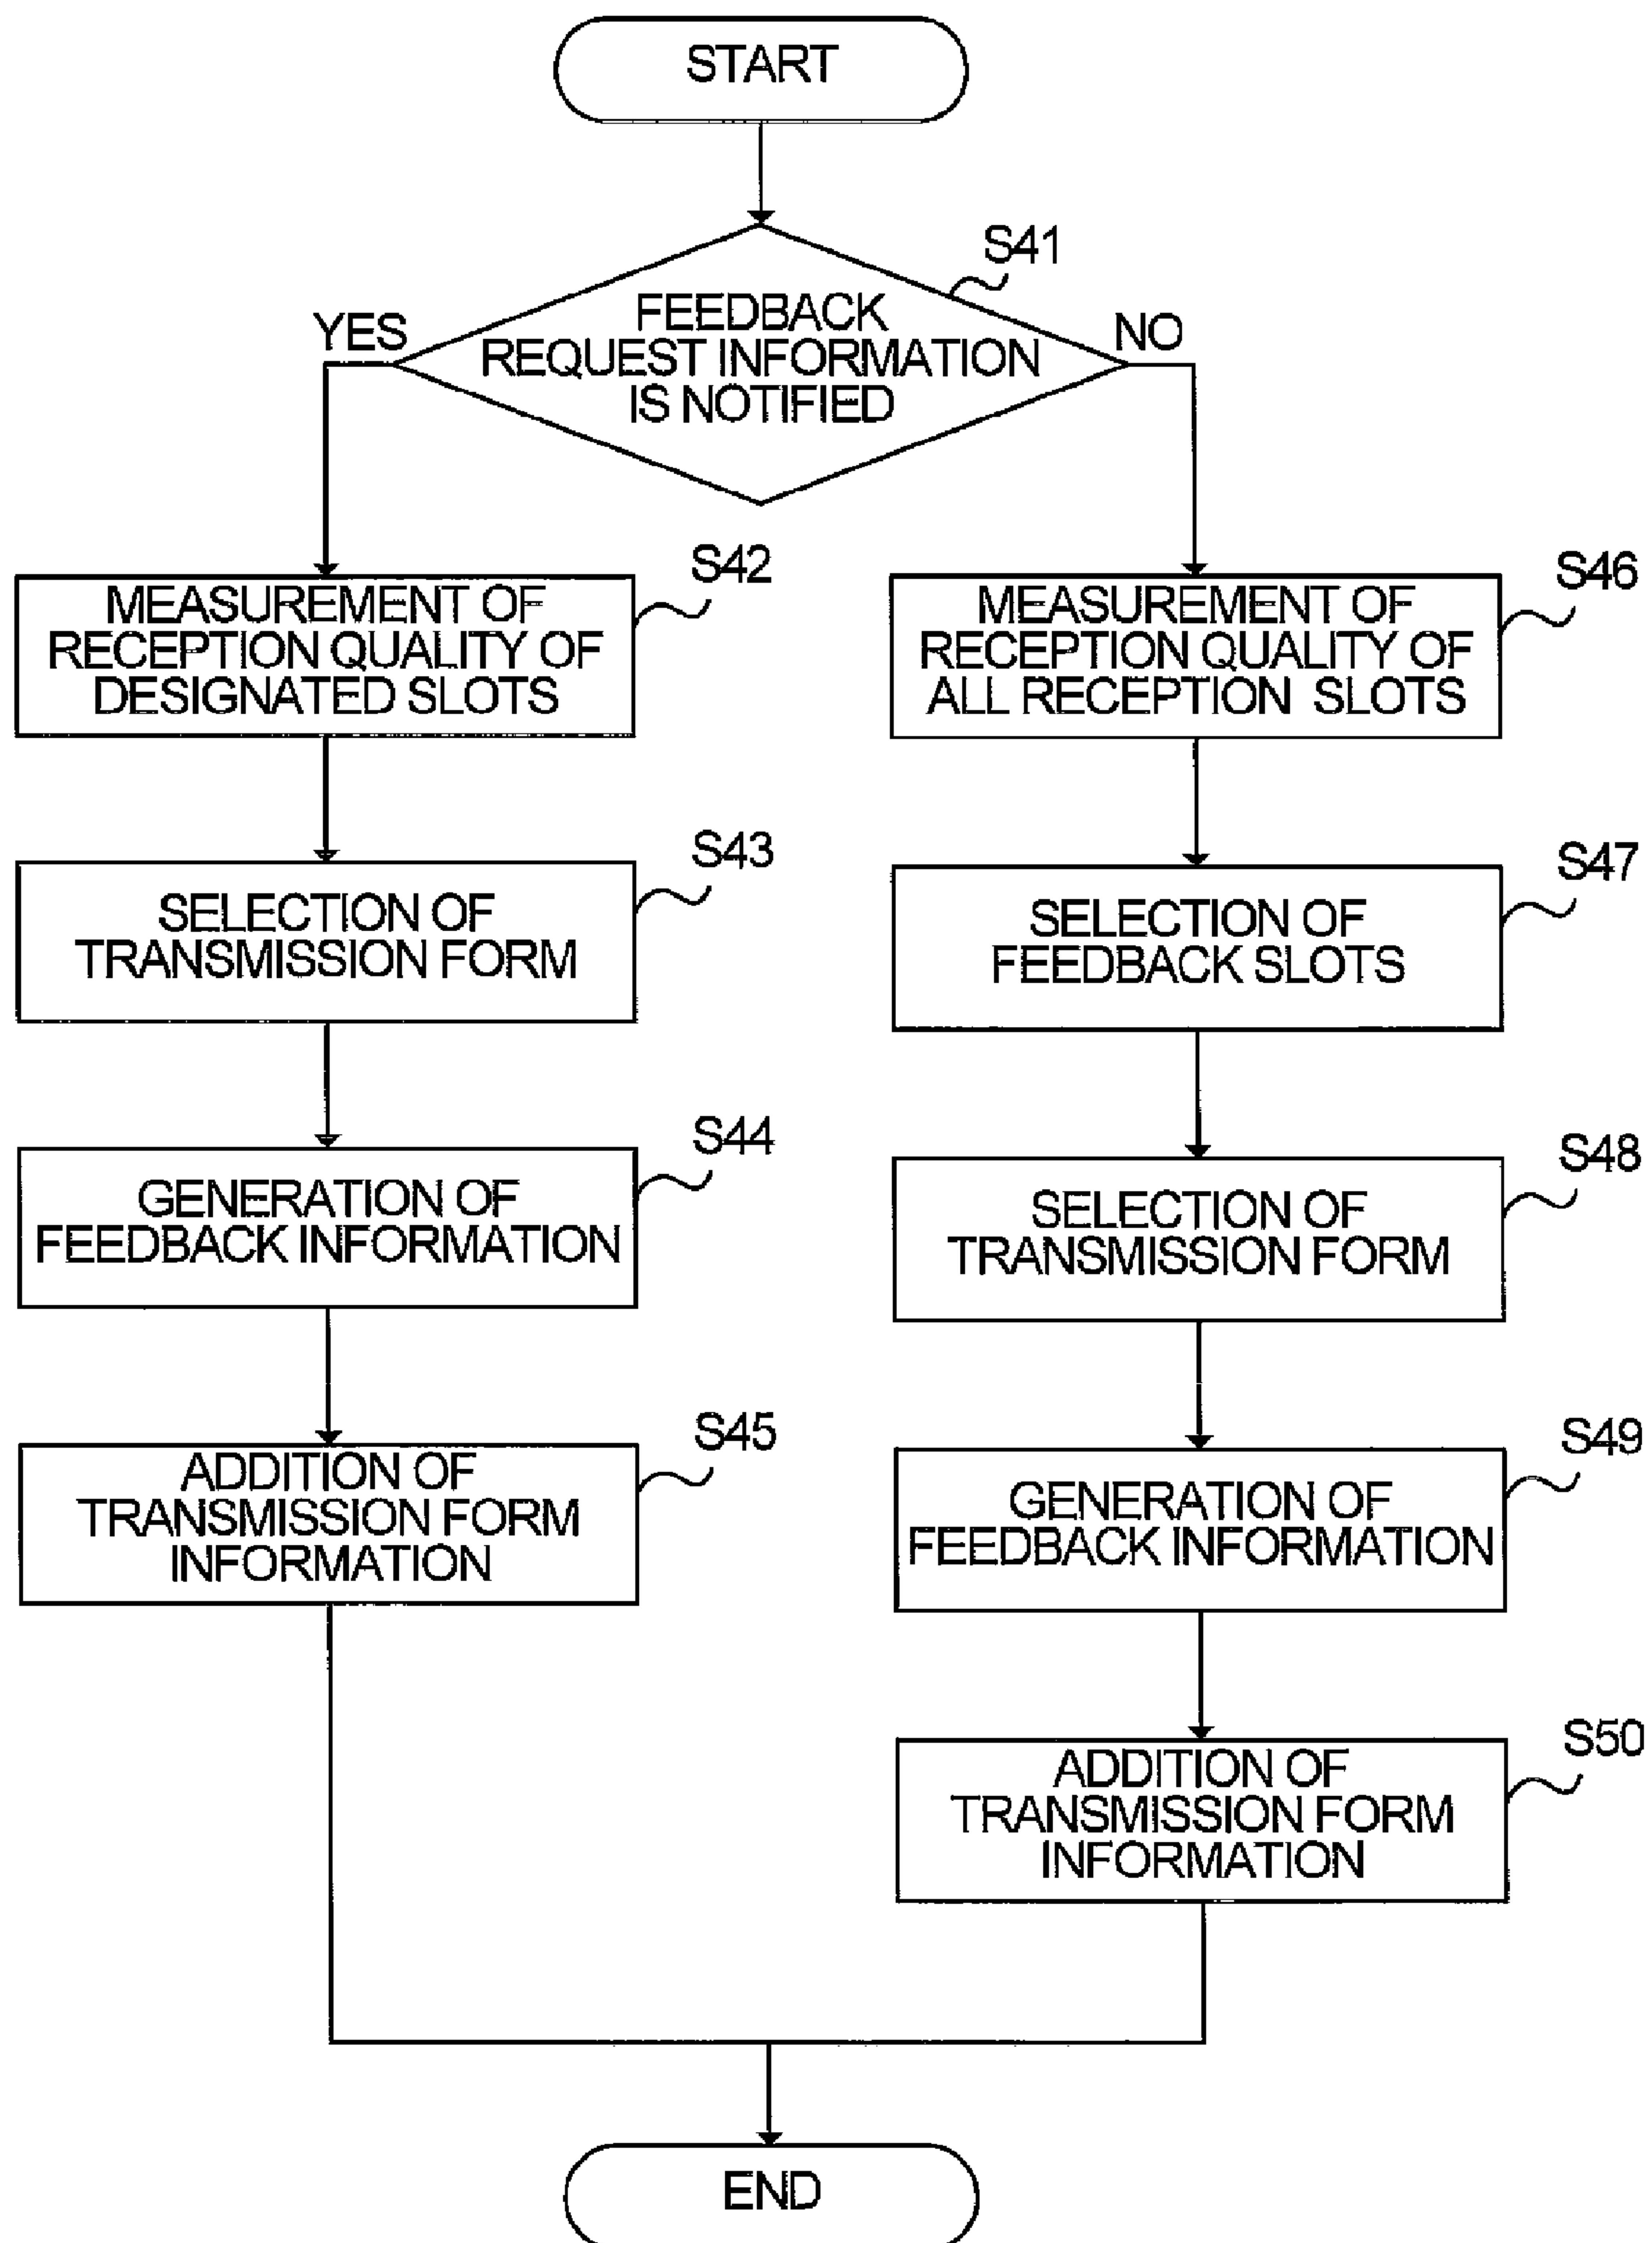 START
S41
FEEDBACK
REQUEST INFORMATION
IS NOTIFIED
YES
NO
S42
MEASUREMENT OF
RECEPTION QUALITY OF
DESIGNATED SLOTS
S43
SELECTION OF
TRANSMISSION FORM
S44
GENERATION OF
FEEDBACK INFORMATION
S45
ADDITION OF
TRANSMISSION FORM
INFORMATION
S46
MEASUREMENT OF
RECEPTION QUALITY OF
ALL RECEPTION SLOTS
S47
SELECTION OF
FEEDBACK SLOTS
S48
SELECTION OF
TRANSMISSION FORM
S49
GENERATION OF
FEEDBACK INFORMATION
S50
ADDITION OF
TRANSMISSION FORM
INFORMATION
END